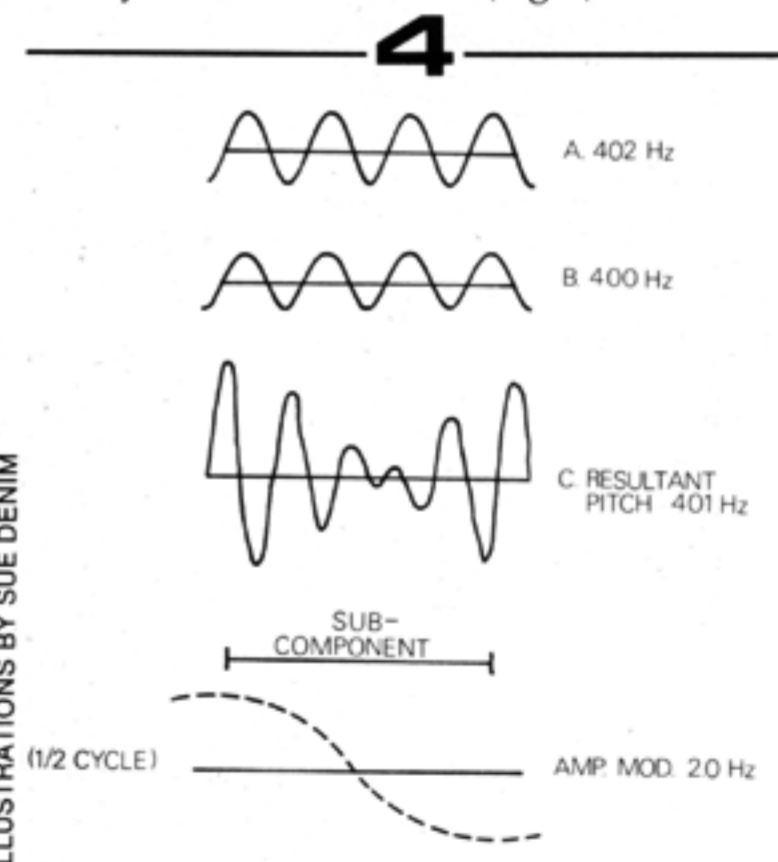 4
A. 402 Hz
B. 400 Hz
C. RESULTANT
PITCH 401 Hz
SUB-
COMPONENT
(1/2 CYCLE)
AMP. MOD. 2.0 Hz
ILLUSTRATIONS BY SUE DENIM